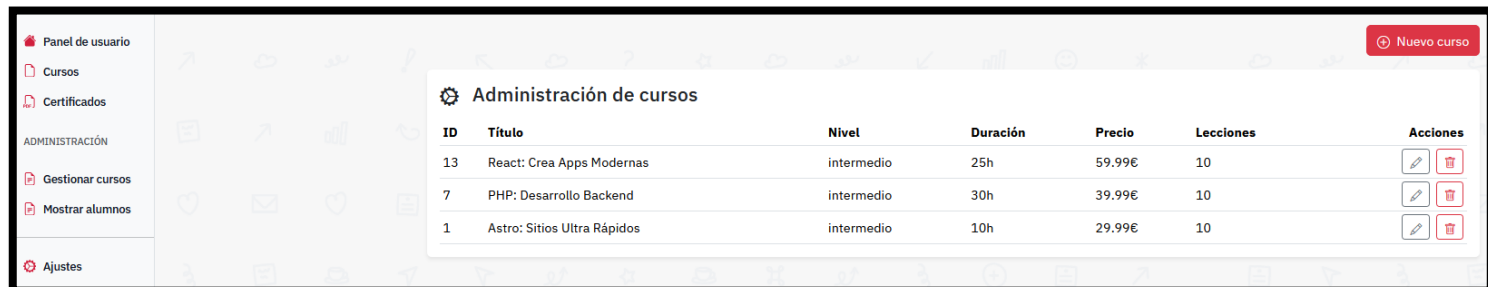 Panel de usuario
Cursos
Certificados
ADMINISTRACIÓN
Gestionar cursos
Mostrar alumnos
Ajustes
Nuevo curso
Administración de cursos
ID Título Nivel Duración Precio Lecciones Acciones
13 React: Crea Apps Modernas intermedio 25h 59.99€ 10
7 PHP: Desarrollo Backend intermedio 30h 39.99€ 10
1 Astro: Sitios Ultra Rápidos intermedio 10h 29.99€ 10